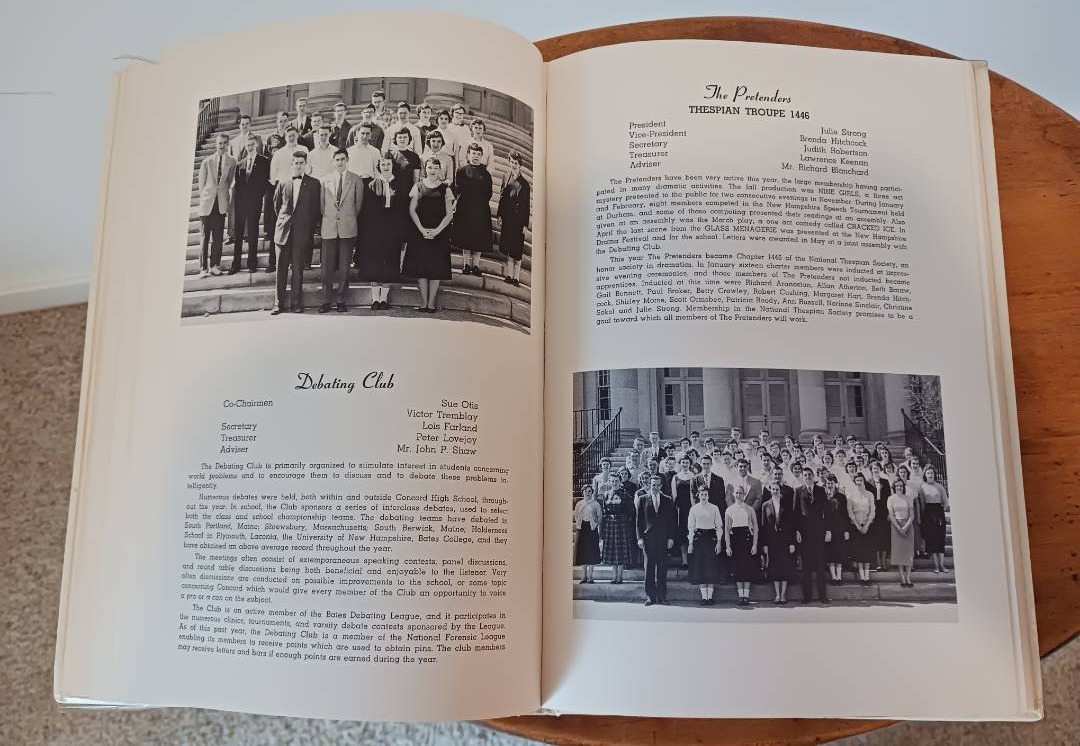 Debating Club
Co-Chairmen Sue Otis
Victor Tremblay
Secretary Lois Farland
Treasurer Peter Lovejoy
Adviser Mr. John P. Shaw
The Debating Club is primarily organized to stimulate interest in students concerning
world problems and to encourage them to discuss and to debate these problems in-
telligently.
Numerous debates were held, both within and outside Concord High School, through-
out the year. In school, the Club sponsors a series of interclass debates, used to select
both the class and school championship teams. The debating teams have debated in
South Portland, Maine; Shrewsbury, Massachusetts; South Berwick, Maine; Holderness
School in Plymouth, Laconia, the University of New Hampshire, Bates College, and they
have obtained an above average record throughout the year.
The meetings often consist of extemporaneous speaking contests, panel discussions,
and round table discussions being both beneficial and enjoyable to the listener. Very
often discussions are conducted on possible improvements to the school, or some topic
concerning Concord which would give every member of the Club an opportunity to voice
a pro or a con on the subject.
The Club is an active member of the Bates Debating League, and it participates in
the numerous clinics, tournaments, and varsity debate contests sponsored by the League.
As of this past year, the Debating Club is a member of the National Forensic League
enabling its members to receive points which are used to obtain pins. The club members
may receive letters and bars if enough points are earned during the year.
The Pretenders
THESPIAN TROUPE 1446
President Julie Strong
Vice-President Brenda Hitchcock
Secretary Judith Robertson
Treasurer Lawrence Keenan
Adviser Mr. Richard Blanchard
The Pretenders have been very active this year, the large membership having partici-
pated in many dramatic activities. The fall production was NINE GIRLS, a three act
mystery presented to the public for two consecutive evenings in November. During January
and February, eight members competed in the New Hampshire Speech Tournament held
at Durham, and some of those competing presented their readings at an assembly. Also
given at an assembly was the March play, a one act comedy called CRACKED ICE. In
April the last scene from the GLASS MENAGERIE was presented at the New Hampshire
Drama Festival and for the school. Letters were awarded in May at a joint assembly with
the Debating Club.
This year The Pretenders became Chapter 1446 of the National Thespian Society, an
honor society in dramatics. In January sixteen charter members were inducted at impres-
sive evening ceremonies, and those members of The Pretenders not inducted became
apprentices. Inducted at this time were Richard Allan Atherton, Beth
Gail Bennett, Paul Broker, Betty Crowley, Robert Cushing, Margaret Hart, Brenda Hitch-
cock, Shirley Morse, Scott Ormsbee, Patricia Roody, Ann Russell, Norinne Sinclair, Christine
Sokol and Julie Strong. Membership in the National Thespian Society promises to be a
goal toward which all members of The Pretenders will work.